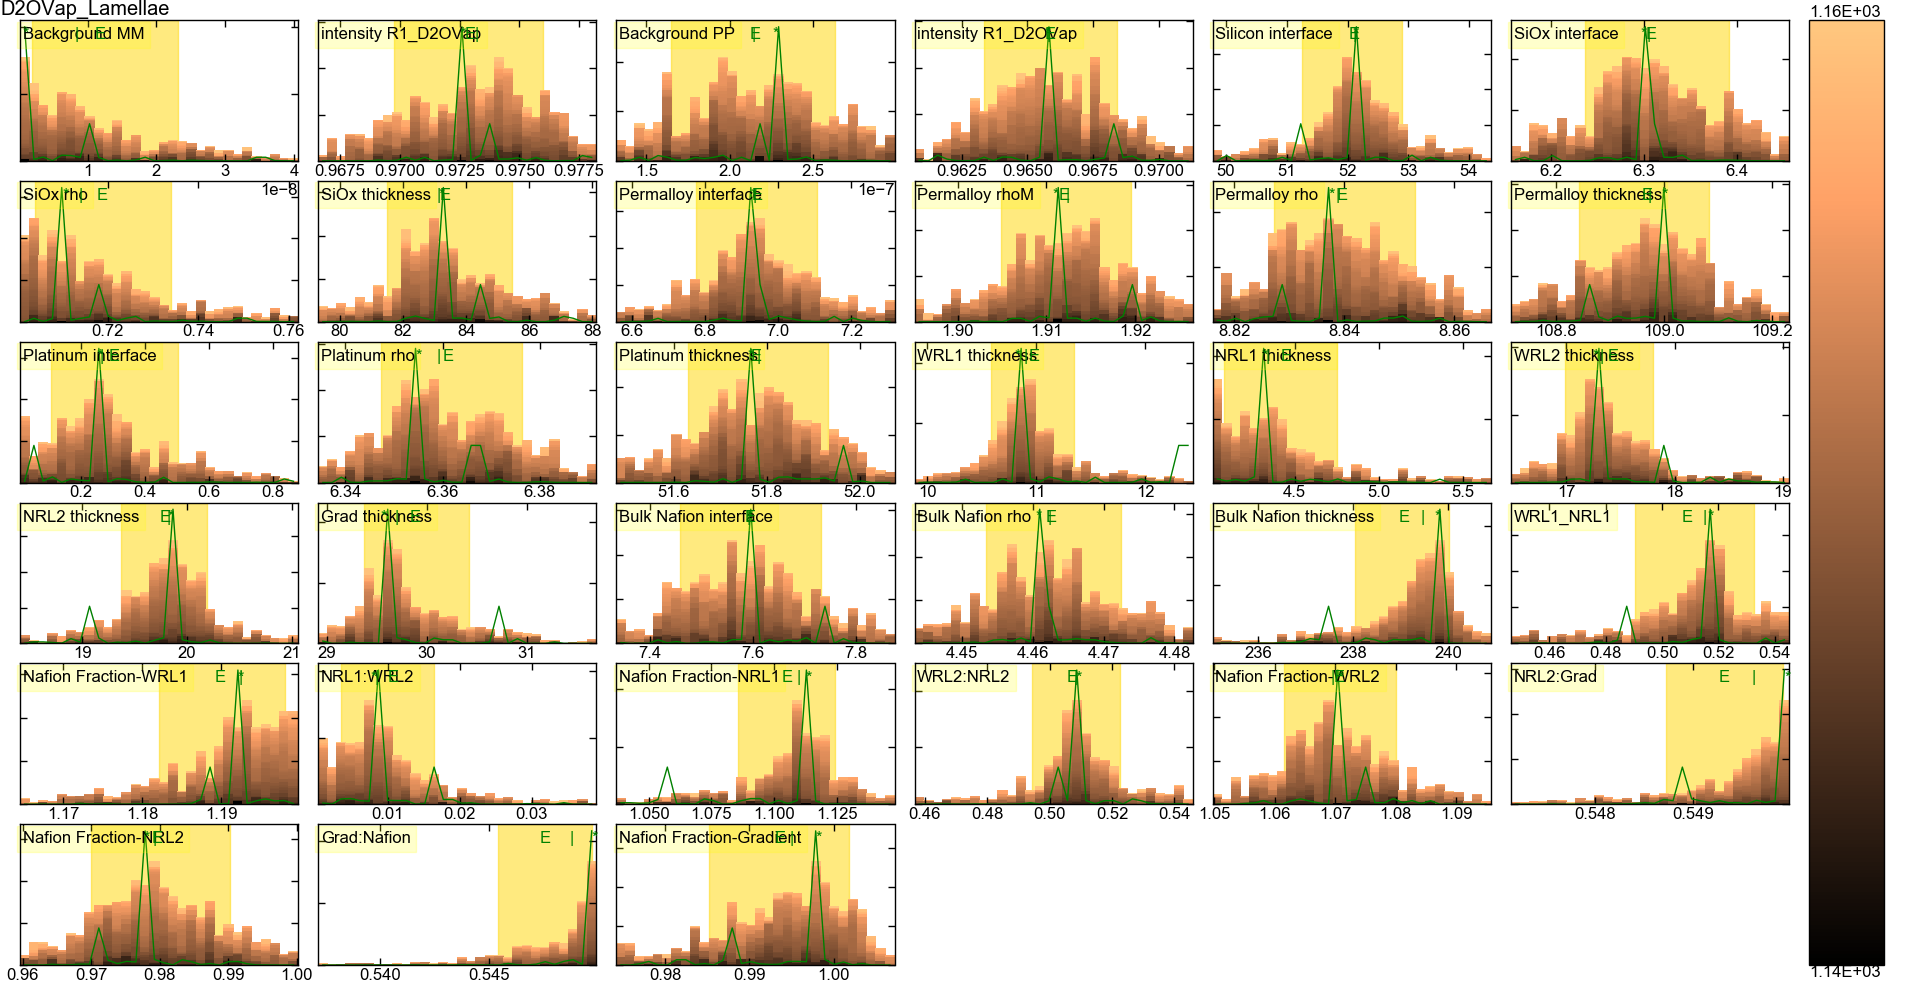 D2OVap_Lamellae
1.16E+03
Background MM | E
intensity R1_D2OVap E
Background PP | E *
intensity R1_D2OVap E
Silicon interface E
SiOx interface * E
1 2 3 4
0.9675 0.9700 0.9725 0.9750 0.9775
1.5 2.0 2.5
0.9625 0.9650 0.9675 0.9700
50 51 52 53 54
6.2 6.3 6.4
SiOx rho * | E 1e-8
SiOx thickness | E
Permalloy interface E 1e-7
Permalloy rhoM * E |
Permalloy rho * | E
Permalloy thickness E | *
0.72 0.74 0.76
80 82 84 86 88
6.6 6.8 7.0 7.2
1.90 1.91 1.92
8.82 8.84 8.86
108.8 109.0 109.2
Platinum interface * | E
Platinum rho * | E
Platinum thickness E
WRL1 thickness * | E
NRL1 thickness * | E
WRL2 thickness * | E
0.2 0.4 0.6 0.8
6.34 6.36 6.38
51.6 51.8 52.0
10 11 12
4.5 5.0 5.5
17 18 19
NRL2 thickness E | *
Grad thickness * | E
Bulk Nafion interface E
Bulk Nafion rho * | E
Bulk Nafion thickness E | *
WRL1_NRL1 E | *
19 20 21
29 30 31
7.4 7.6 7.8
4.45 4.46 4.47 4.48
236 238 240
0.46 0.48 0.50 0.52 0.54
Nafion Fraction-WRL1 E | *
NRL1:WRL2 * E
Nafion Fraction-NRL1 E | *
WRL2:NRL2 E *
Nafion Fraction-WRL2 E
NRL2:Grad E | *
1.17 1.18 1.19
0.01 0.02 0.03
1.050 1.075 1.100 1.125
0.46 0.48 0.50 0.52 0.54
1.05 1.06 1.07 1.08 1.09
0.548 0.549
Nafion Fraction-NRL2 * | E
Grad:Nafion E | *
Nafion Fraction-Gradient E | *
0.96 0.97 0.98 0.99 1.00
0.540 0.545
0.98 0.99 1.00
1.14E+03